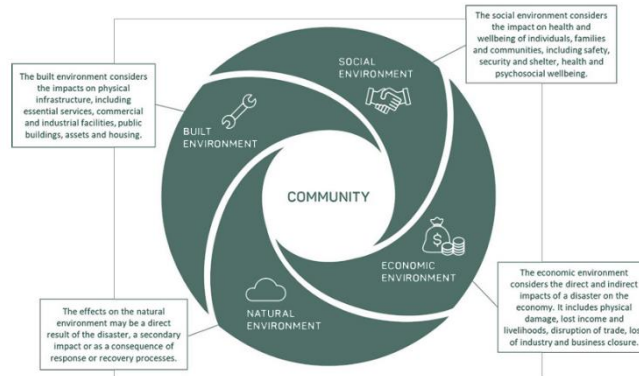 The social environment considers
the impact on health and
wellbeing of individuals, families
and communities, including safety,
security and shelter, health and
psychosocial wellbeing.
The built environment considers
the impacts on physical
infrastructure, including
essential services, commercial
and industrial facilities, public
buildings, assets and housing.
SOCIAL
ENVIRONMENT
BUILT
ENVIRONMENT
COMMUNITY
$
ECONOMIC
ENVIRONMENT
NATURAL
ENVIRONMENT
The effects on the natural
environment may be a direct
result of the disaster, a secondary
impact or as a consequence of
response or recovery processes.
The economic environment
considers the direct and indirect
impacts of a disaster on the
economy. It includes physical
damage, lost income and
livelihoods, disruption of trade, loss
of industry and business closure.